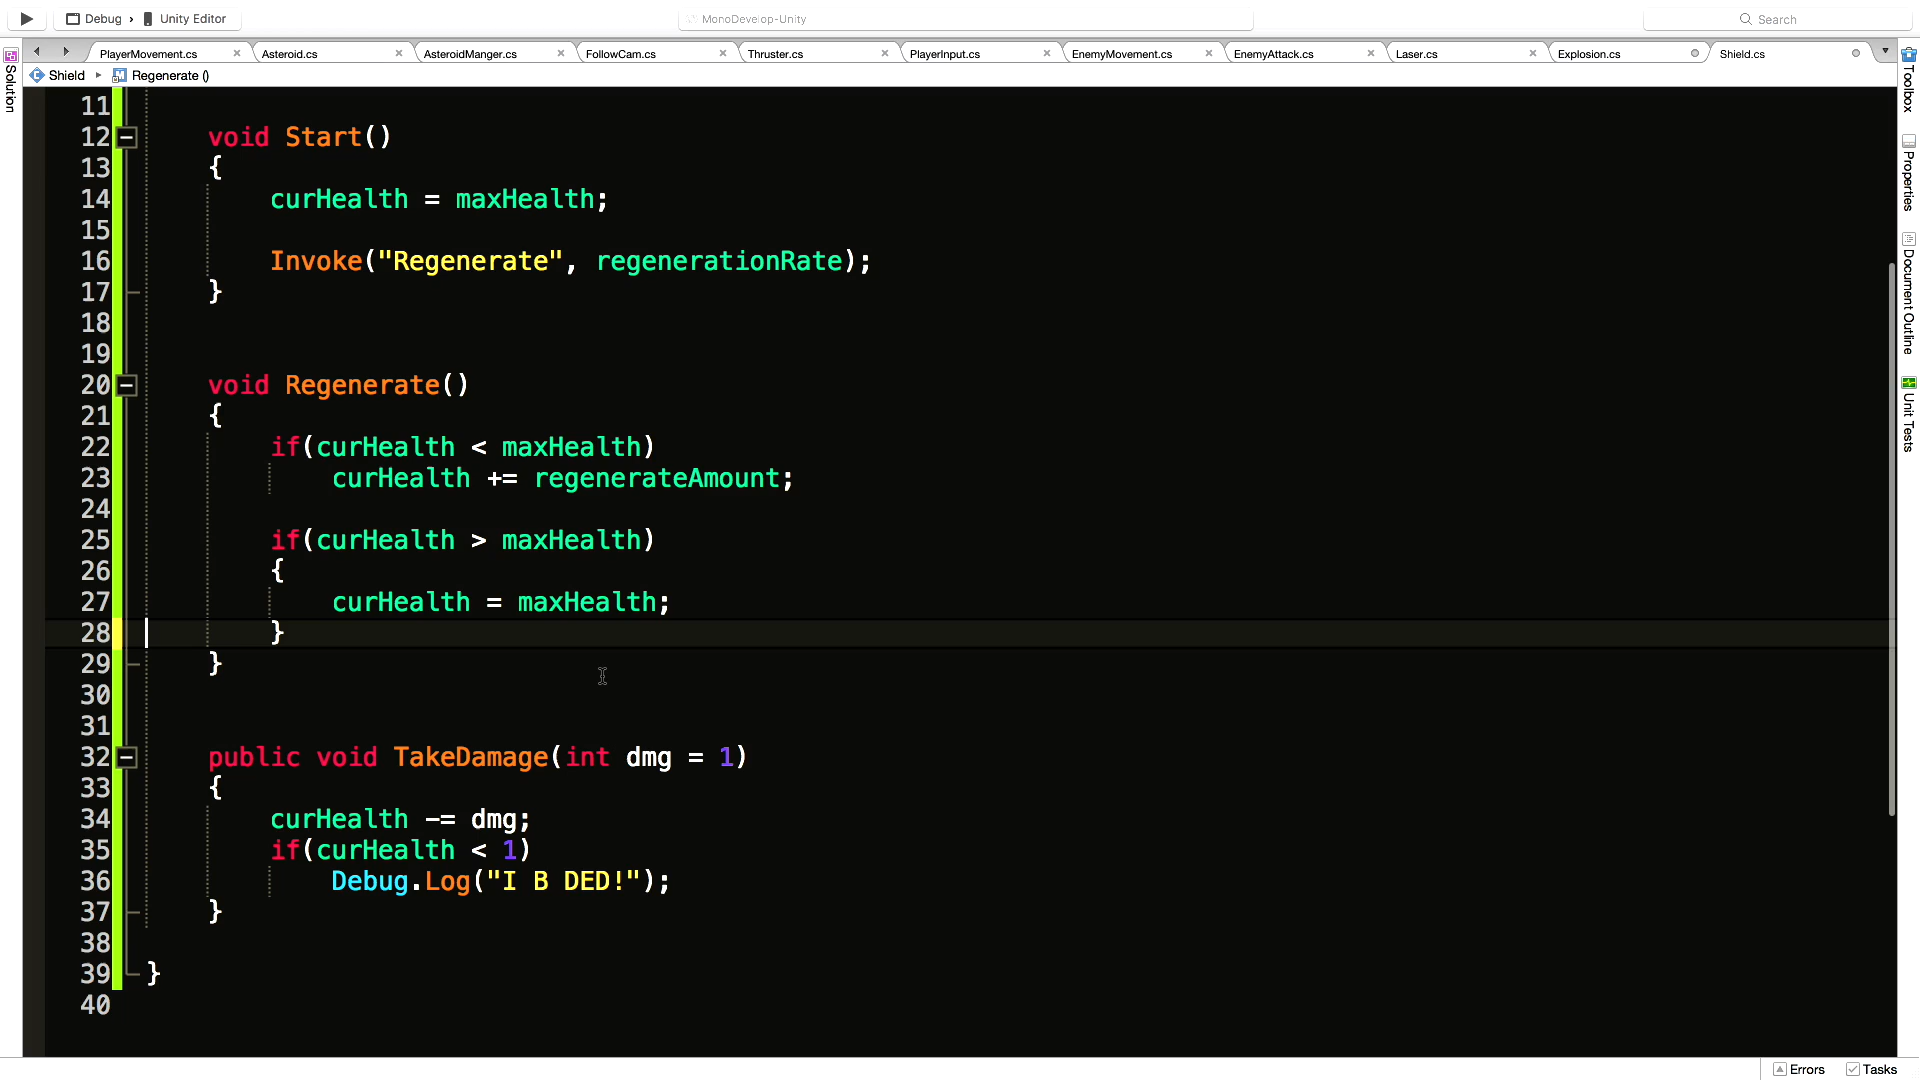 Debug › Unity Editor
MonoDevelop-Unity
Search
PlayerMovement.cs × Asteroid.cs × AsteroidManger.cs × FollowCam.cs × Thruster.cs × PlayerInput.cs × EnemyMovement.cs × EnemyAttack.cs × Laser.cs × Explosion.cs Shield.cs
Shield ▸ Regenerate ()
Solution
Toolbox
Properties
Document Outline
Unit Tests
11
12 void Start()
13 {
14 curHealth = maxHealth;
15
16 Invoke("Regenerate", regenerationRate);
17 }
18
19
20 void Regenerate()
21 {
22 if(curHealth < maxHealth)
23 curHealth += regenerateAmount;
24
25 if(curHealth > maxHealth)
26 {
27 curHealth = maxHealth;
28 }
29 }
30
31
32 public void TakeDamage(int dmg = 1)
33 {
34 curHealth -= dmg;
35 if(curHealth < 1)
36 Debug.Log("I B DED!");
37 }
38
39 }
40
Errors Tasks